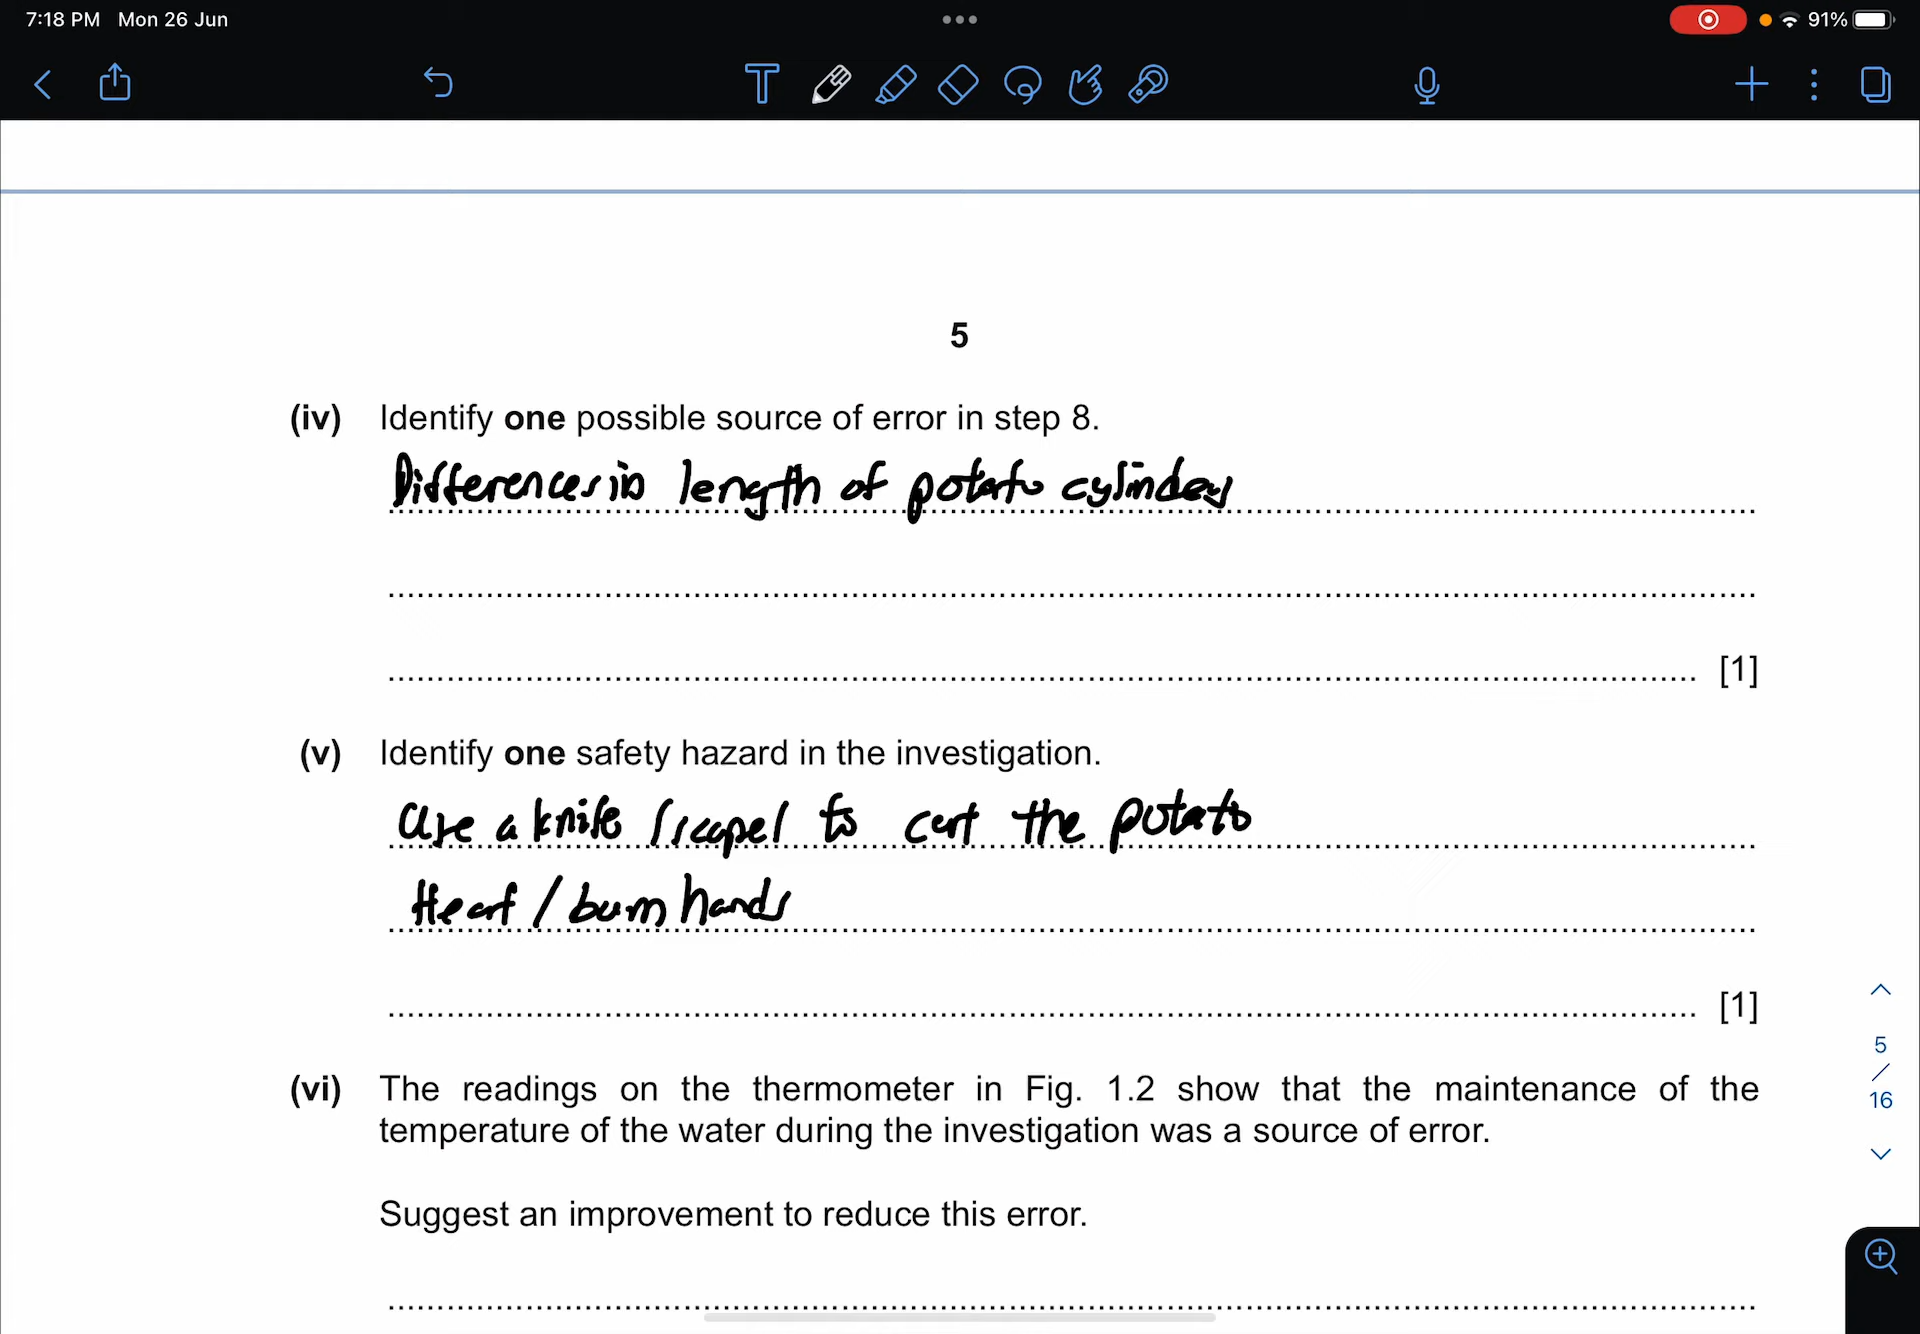 7:18 PM Mon 26 Jun
91%
5
(iv) Identify one possible source of error in step 8.
Differences in length of potato cylinders
[1]
(v) Identify one safety hazard in the investigation.
Use a knife / scapel to cut the potato
Heat / burn hands
[1]
(vi) The readings on the thermometer in Fig. 1.2 show that the maintenance of the
temperature of the water during the investigation was a source of error.
Suggest an improvement to reduce this error.
5
/
16